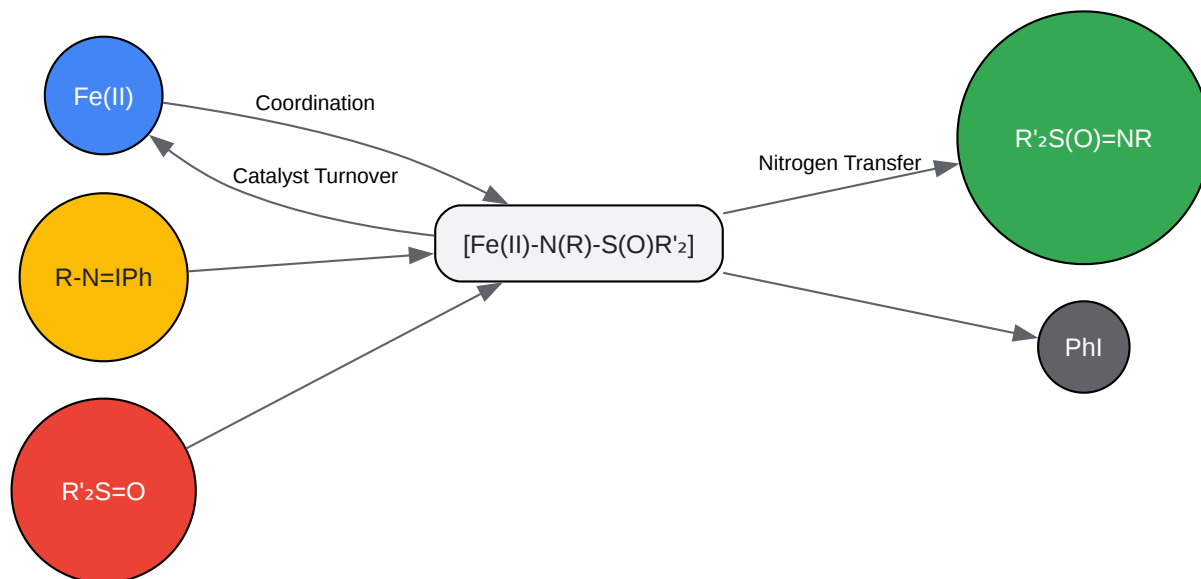 Fe(II)
Coordination
Catalyst Turnover
R-N=IPh
R'₂S=O
[Fe(II)-N(R)-S(O)R'₂]
Nitrogen Transfer
R'₂S(O)=NR
PhI